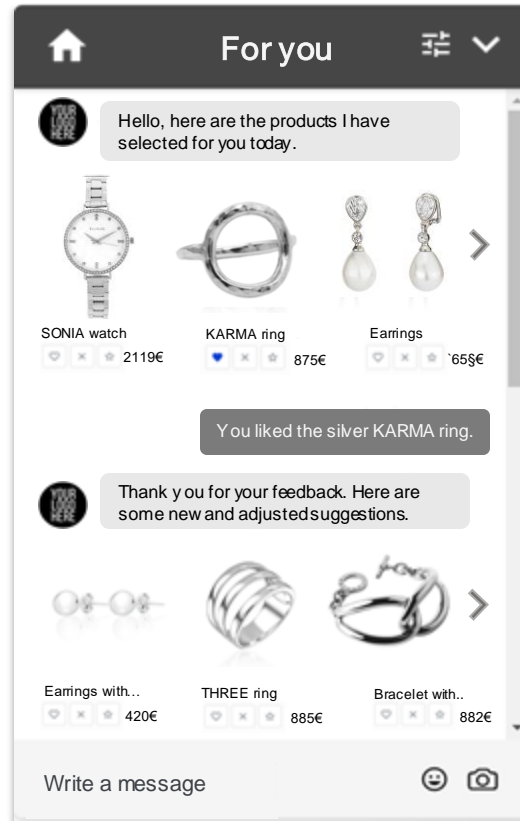 For you
YOUR
LOGO
HERE
Hello, here are the products I have
selected for you today.
SONIA watch
2119€
KARMA ring
875€
Earrings
`65§€
You liked the silver KARMA ring.
YOUR
LOGO
HERE
Thank you for your feedback. Here are
some new and adjusted suggestions.
Earrings with...
420€
THREE ring
885€
Bracelet with..
882€
Write a message